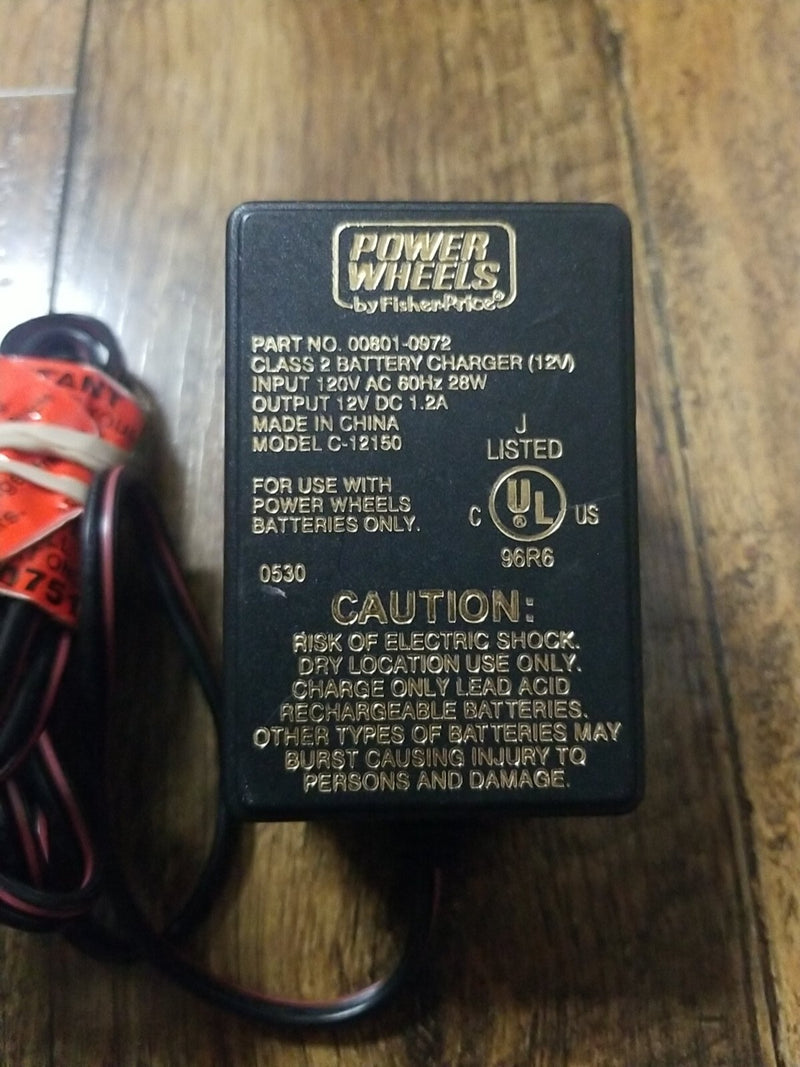 POWER
WHEELS
by Fisher-Price®
PART NO. 00801-0972
CLASS 2 BATTERY CHARGER (12V)
INPUT 120V AC 60Hz 28W
OUTPUT 12V DC 1.2A
MADE IN CHINA
MODEL C-12150
J
LISTED
FOR USE WITH
POWER WHEELS
BATTERIES ONLY.
C UL® US
96R6
0530
CAUTION:
RISK OF ELECTRIC SHOCK.
DRY LOCATION USE ONLY.
CHARGE ONLY LEAD ACID
RECHARGEABLE BATTERIES.
OTHER TYPES OF BATTERIES MAY
BURST CAUSING INJURY TO
PERSONS AND DAMAGE.
TANT